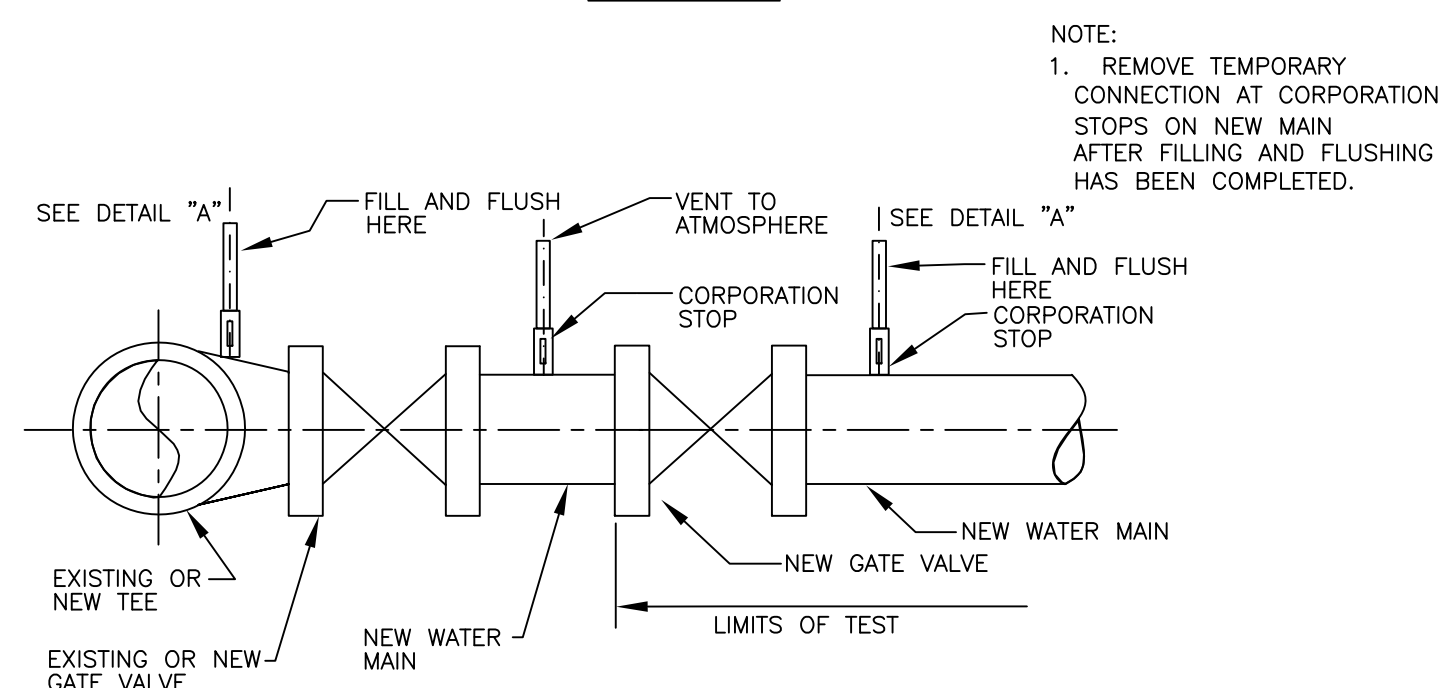 NOTE:
1. REMOVE TEMPORARY
CONNECTION AT CORPORATION
STOPS ON NEW MAIN
AFTER FILLING AND FLUSHING
HAS BEEN COMPLETED.
SEE DETAIL "A"
FILL AND FLUSH
HERE
VENT TO
ATMOSPHERE
SEE DETAIL "A"
CORPORATION
STOP
FILL AND FLUSH
HERE
CORPORATION
STOP
NEW WATER MAIN
NEW GATE VALVE
EXISTING OR
NEW TEE
LIMITS OF TEST
NEW WATER
MAIN
EXISTING OR NEW
GATE VALVE